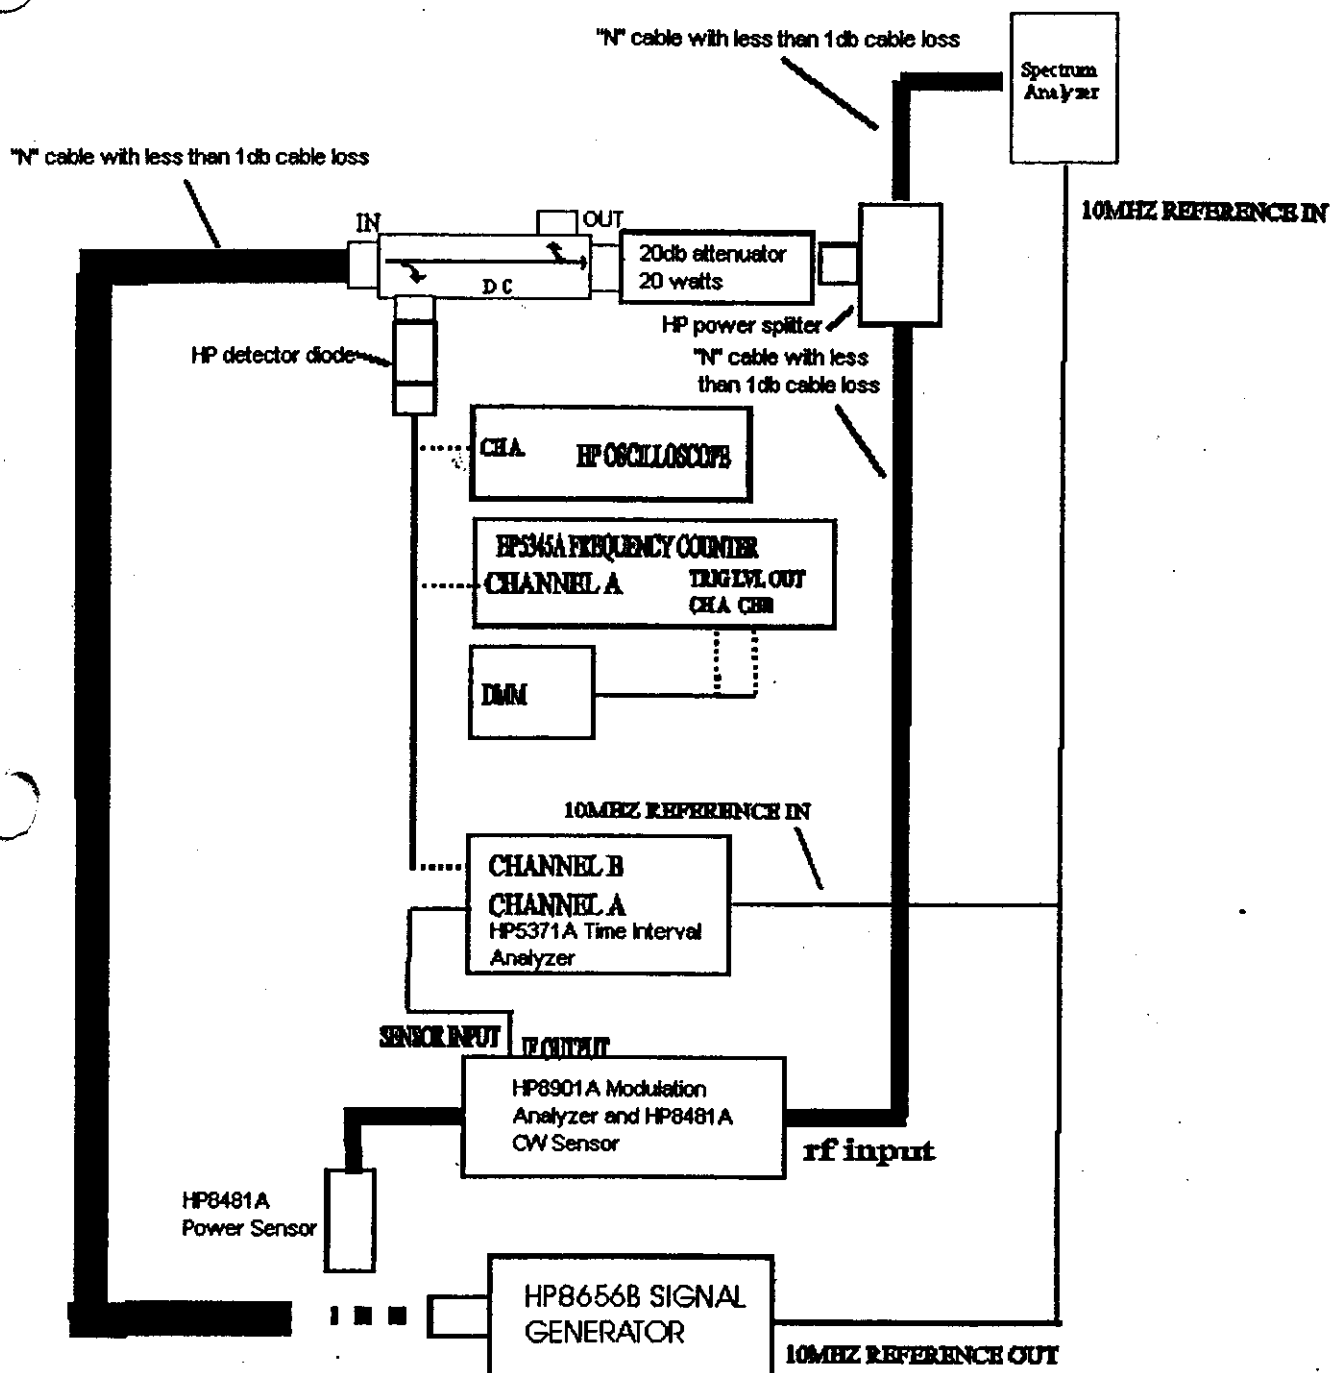 "N" cable with less than 1db cable loss
Spectrum
Analyzer
"N" cable with less than 1db cable loss
10MHZ REFERENCE IN
IN
OUT
20db attenuator
20 watts
D C
HP power splitter
HP detector diode
"N" cable with less
than 1db cable loss
CHA
HP OSCILLOSCOPE
HP5345A FREQUENCY COUNTER
CHANNEL A
TRIG LVL OUT
CHA CHB
DMM
10MHZ REFERENCE IN
CHANNEL B
CHANNEL A
HP5371A Time Interval
Analyzer
SENSOR INPUT
IF OUTPUT
HP8901A Modulation
Analyzer and HP8481A
CW Sensor
rf input
HP8481A
Power Sensor
HP8656B SIGNAL
GENERATOR
10MHZ REFERENCE OUT